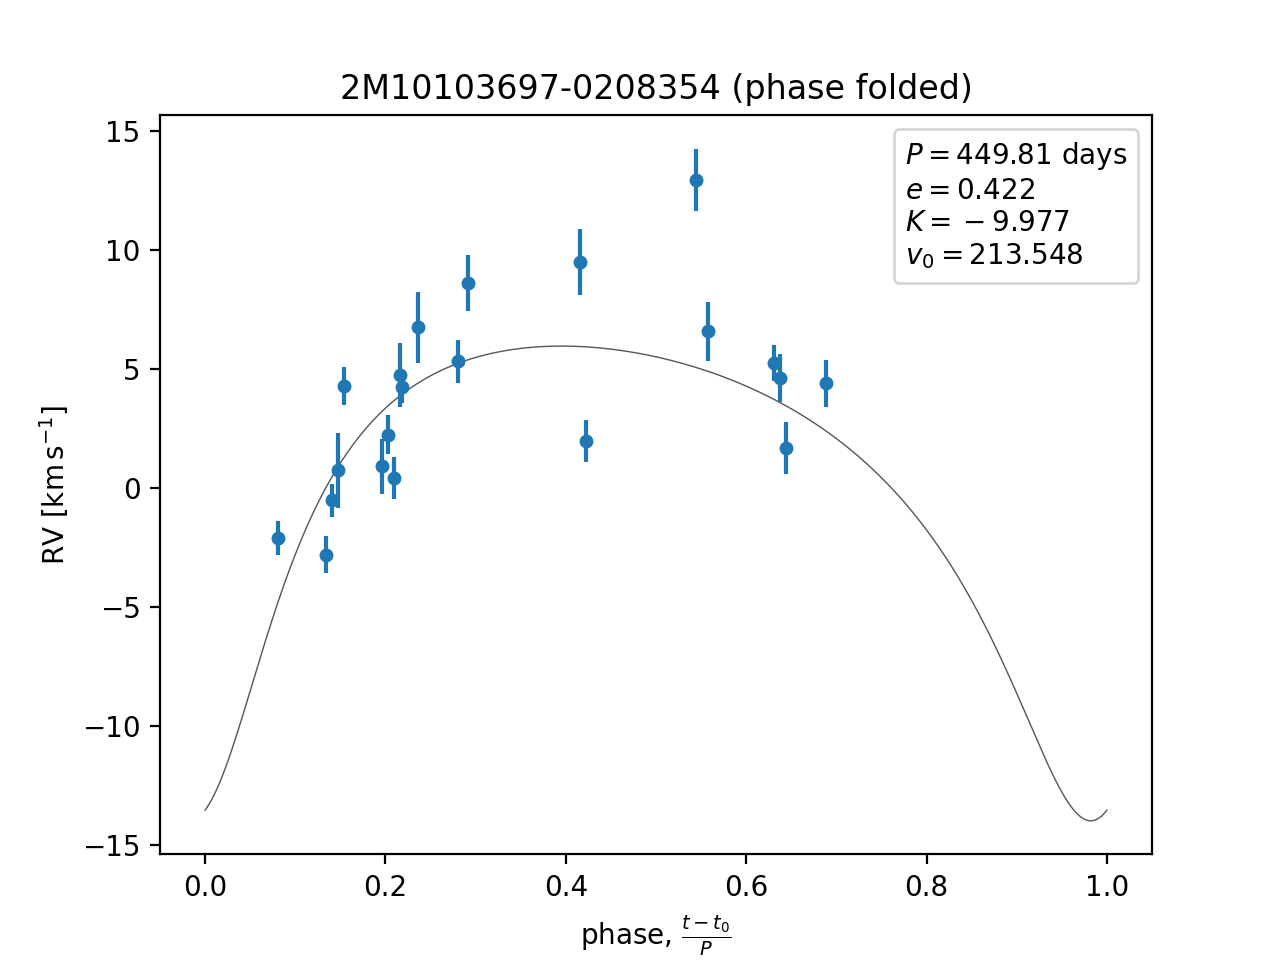 2M10103697-0208354 (phase folded)
P = 449.81 days
e = 0.422
K = −9.977
v₀ = 213.548
RV [km s⁻¹]
15
10
5
0
−5
−10
−15
0.0 0.2 0.4 0.6 0.8 1.0
phase, (t − t₀)/P